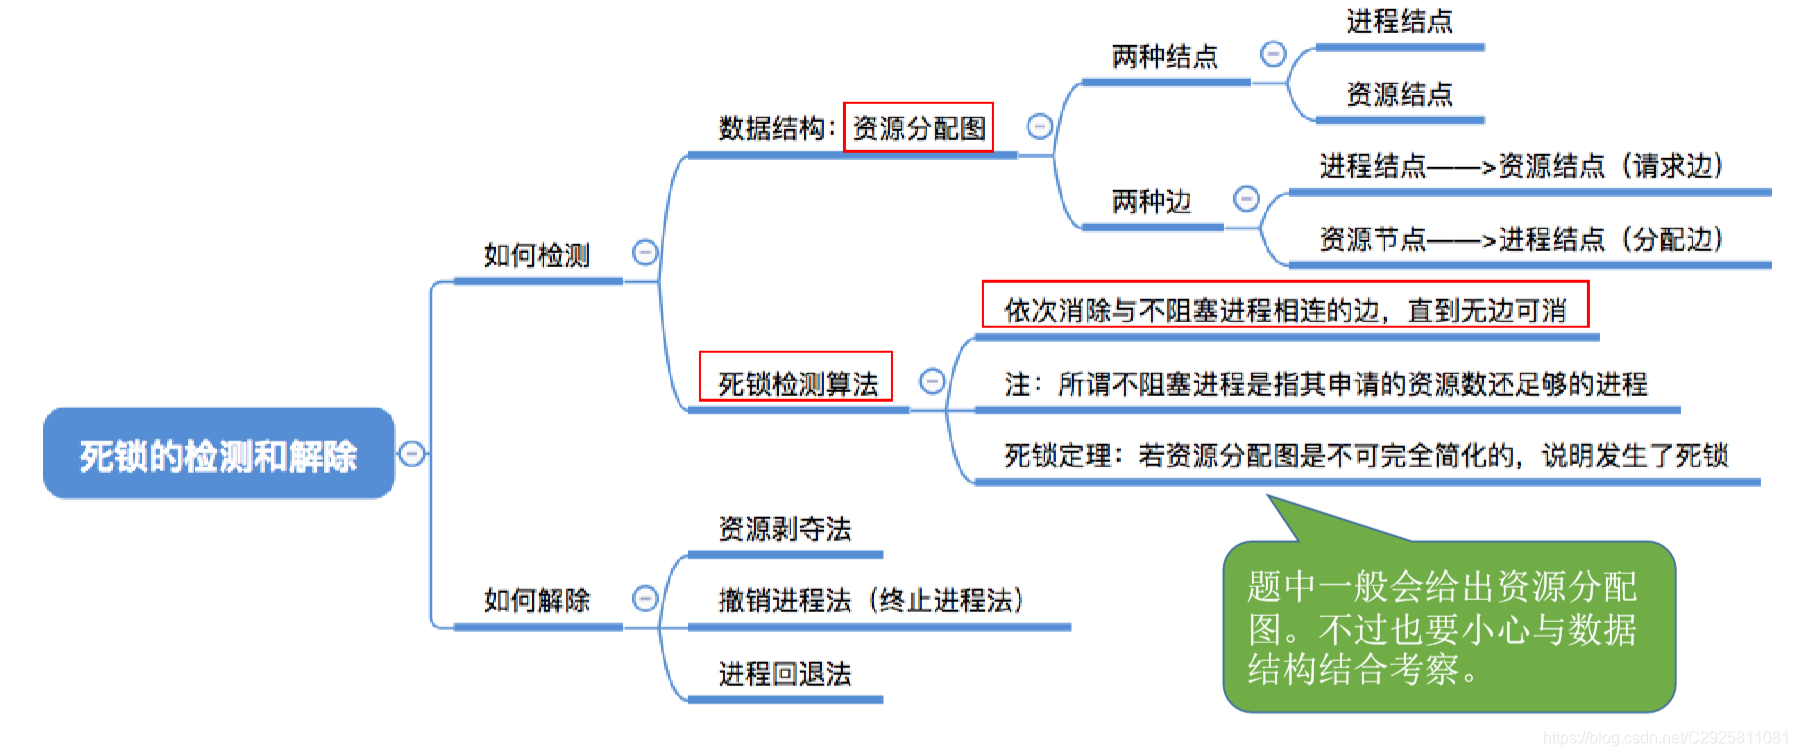 死锁的检测和解除
如何检测
数据结构：资源分配图
两种结点
进程结点
资源结点
两种边
进程结点——>资源结点（请求边）
资源节点——>进程结点（分配边）
死锁检测算法
依次消除与不阻塞进程相连的边，直到无边可消
注：所谓不阻塞进程是指其申请的资源数还足够的进程
死锁定理：若资源分配图是不可完全简化的，说明发生了死锁
题中一般会给出资源分配
图。不过也要小心与数据
结构结合考察。
如何解除
资源剥夺法
撤销进程法（终止进程法）
进程回退法
https://blog.csdn.net/C2925811081